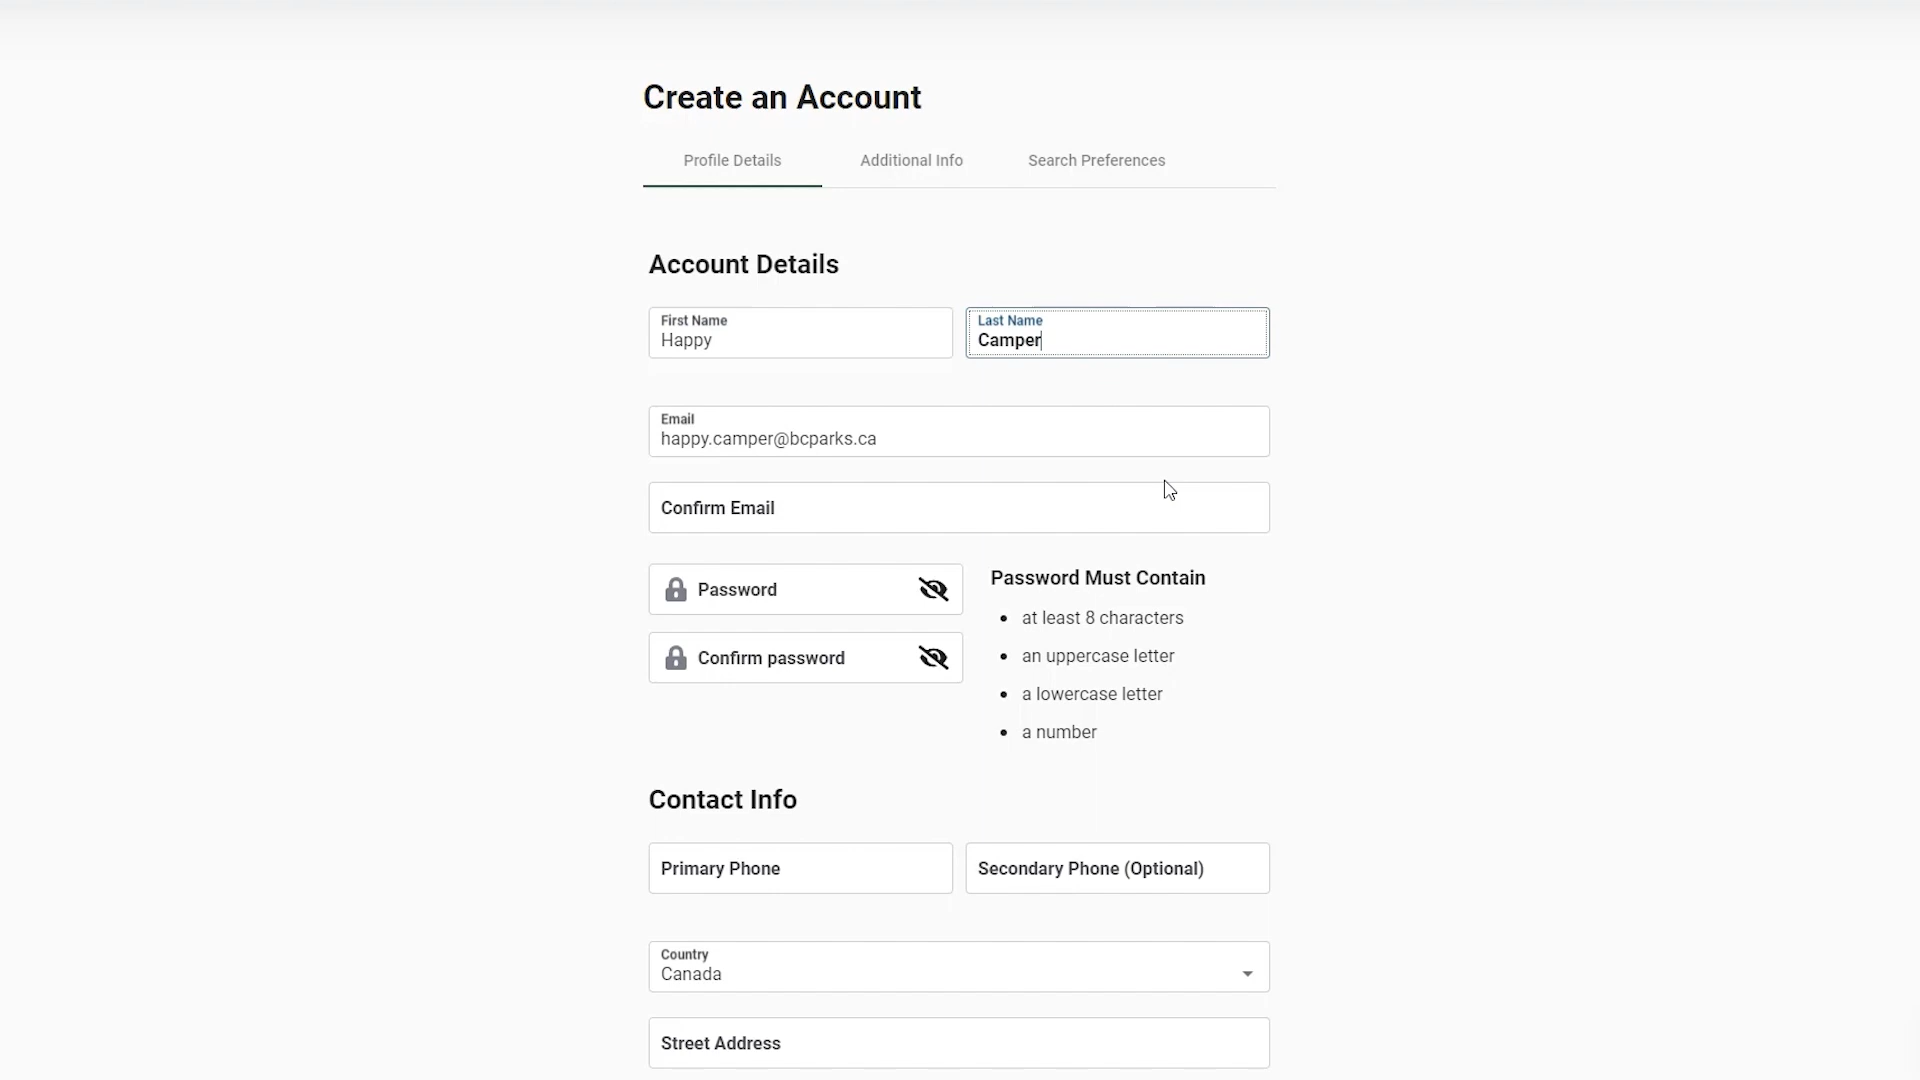 Create an Account
Profile Details Additional Info Search Preferences
Account Details
First Name
Happy
Last Name
Camper
Email
happy.camper@bcparks.ca
Confirm Email
Password
Confirm password
Password Must Contain
at least 8 characters
an uppercase letter
a lowercase letter
a number
Contact Info
Primary Phone
Secondary Phone (Optional)
Country
Canada
Street Address